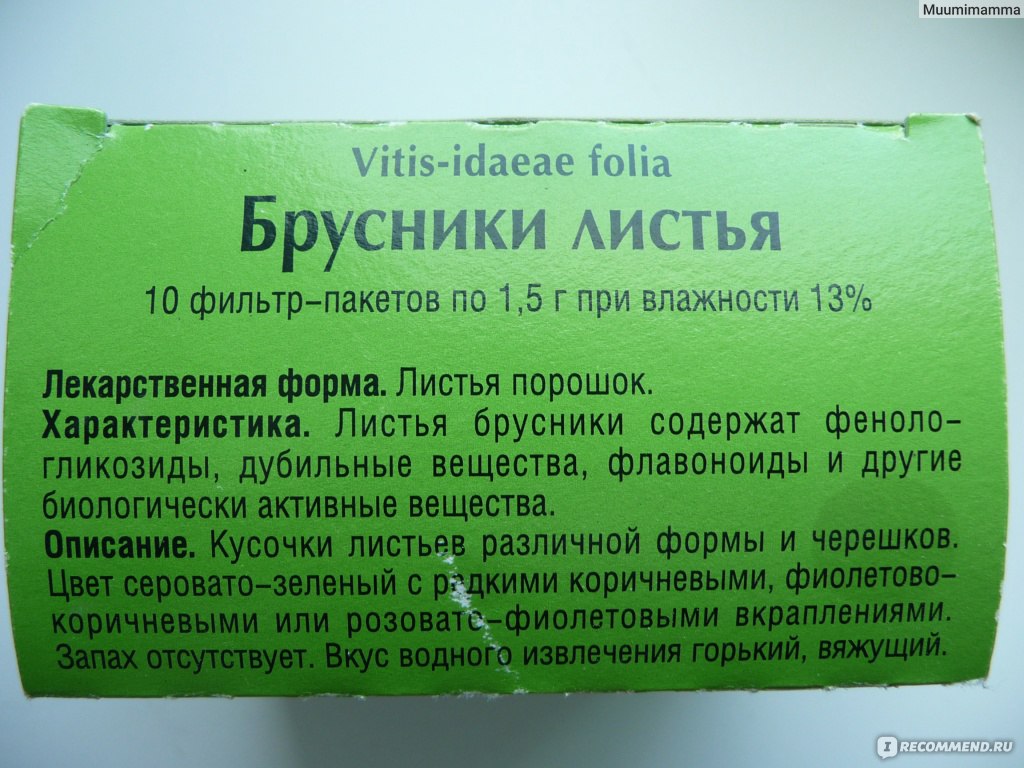 Muumimamma
Vitis-idaeae folia
Брусники листья
10 фильтр-пакетов по 1,5 г при влажности 13%
Лекарственная форма. Листья порошок.
Характеристика. Листья брусники содержат феноло-
гликозиды, дубильные вещества, флавоноиды и другие
биологически активные вещества.
Описание. Кусочки листьев различной формы и черешков.
Цвет серовато-зеленый с редкими коричневыми, фиолетово-
коричневыми или розовато-фиолетовыми вкраплениями.
Запах отсутствует. Вкус водного извлечения горький, вяжущий.
IRECOMMEND.RU